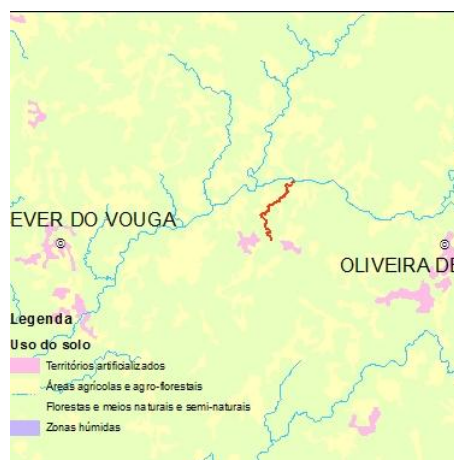 EVER DO VOUGA
OLIVEIRA DE
Legenda
Uso do solo
Territórios artificializados
Áreas agrícolas e agro-florestais
Florestas e meios naturais e semi-naturais
Zonas húmidas